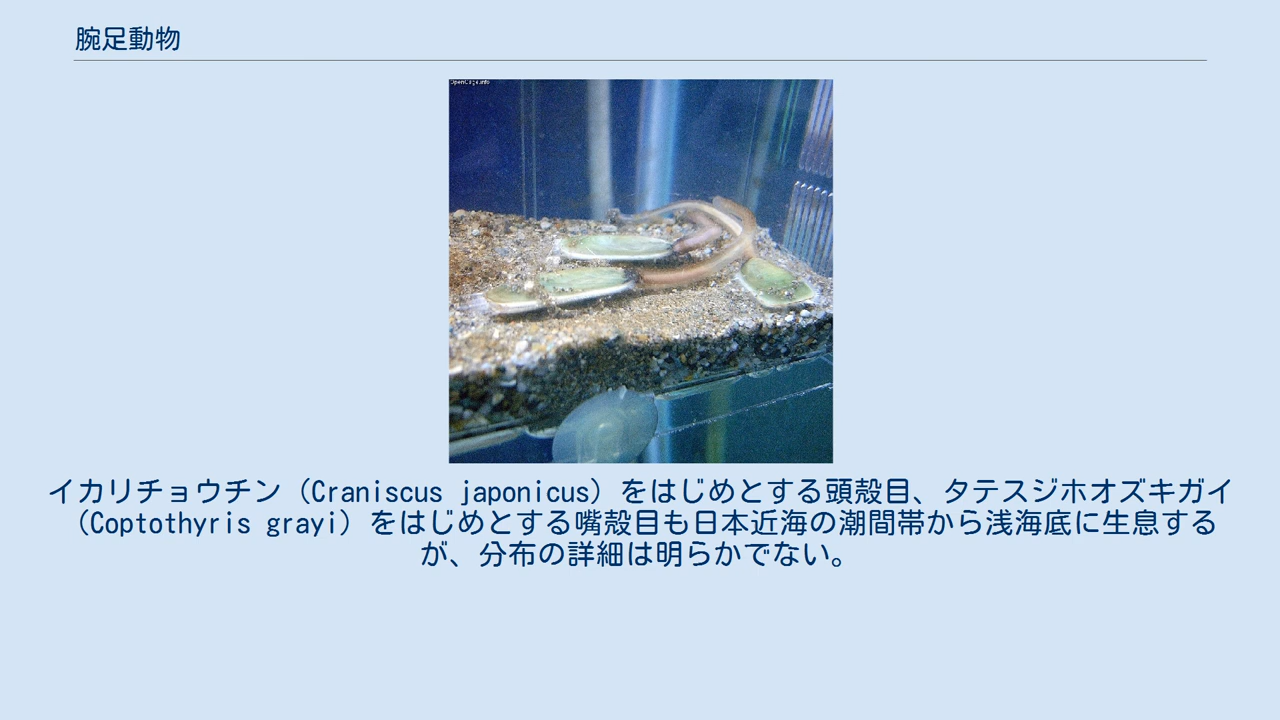 腕足動物
OpenCage.info
イカリチョウチン（Craniscus japonicus）をはじめとする頭殻目、タテスジホオズキガイ
（Coptothyris grayi）をはじめとする嘴殻目も日本近海の潮間帯から浅海底に生息する
が、分布の詳細は明らかでない。